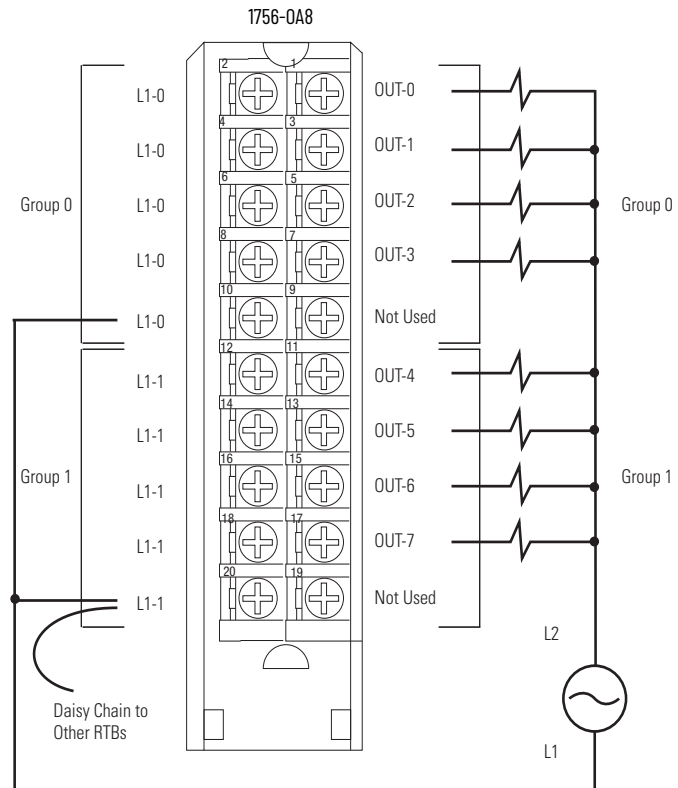 1756-OA8
2 1
L1-0 OUT-0
4 3
L1-0 OUT-1
6 5
Group 0 L1-0 OUT-2 Group 0
8 7
L1-0 OUT-3
10 9
L1-0 Not Used
12 11
L1-1 OUT-4
14 13
L1-1 OUT-5
16 15
Group 1 L1-1 OUT-6 Group 1
18 17
L1-1 OUT-7
20 19
L1-1 Not Used
L2
Daisy Chain to
Other RTBs
L1